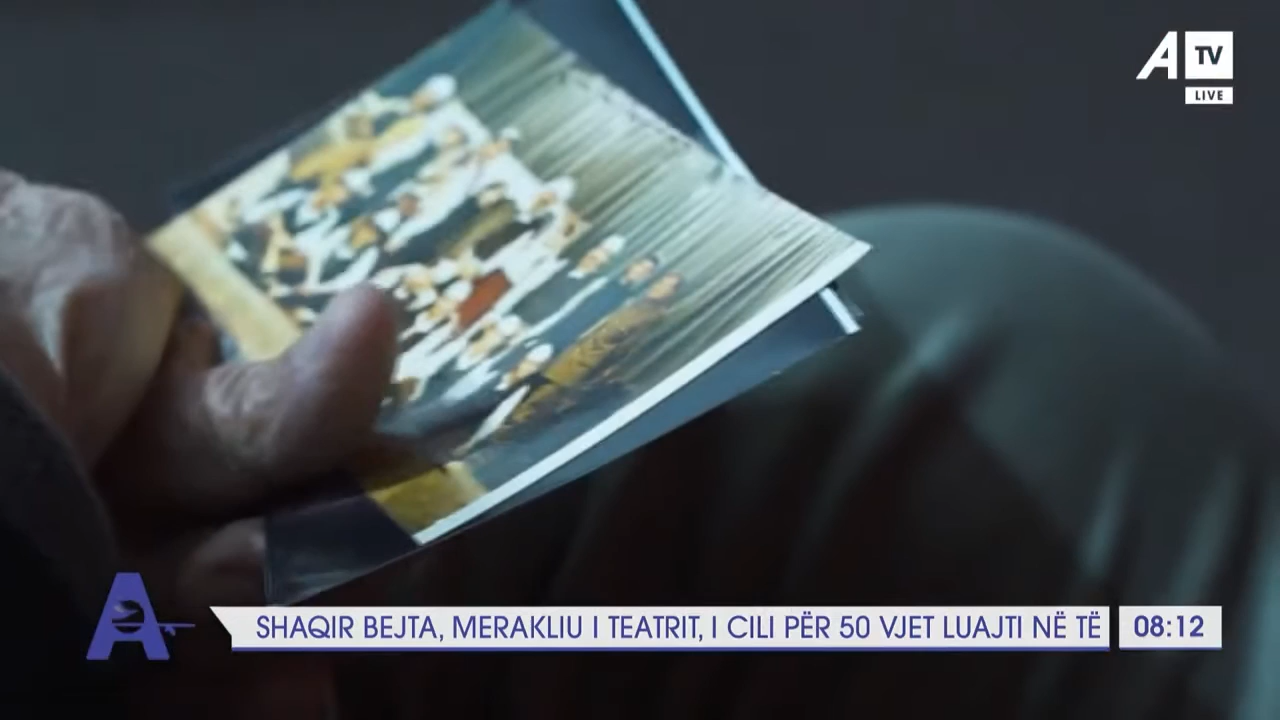 A TV
LIVE
SHAQIR BEJTA, MERAKLIU I TEATRIT, I CILI PËR 50 VJET LUAJTI NË TË
08:12